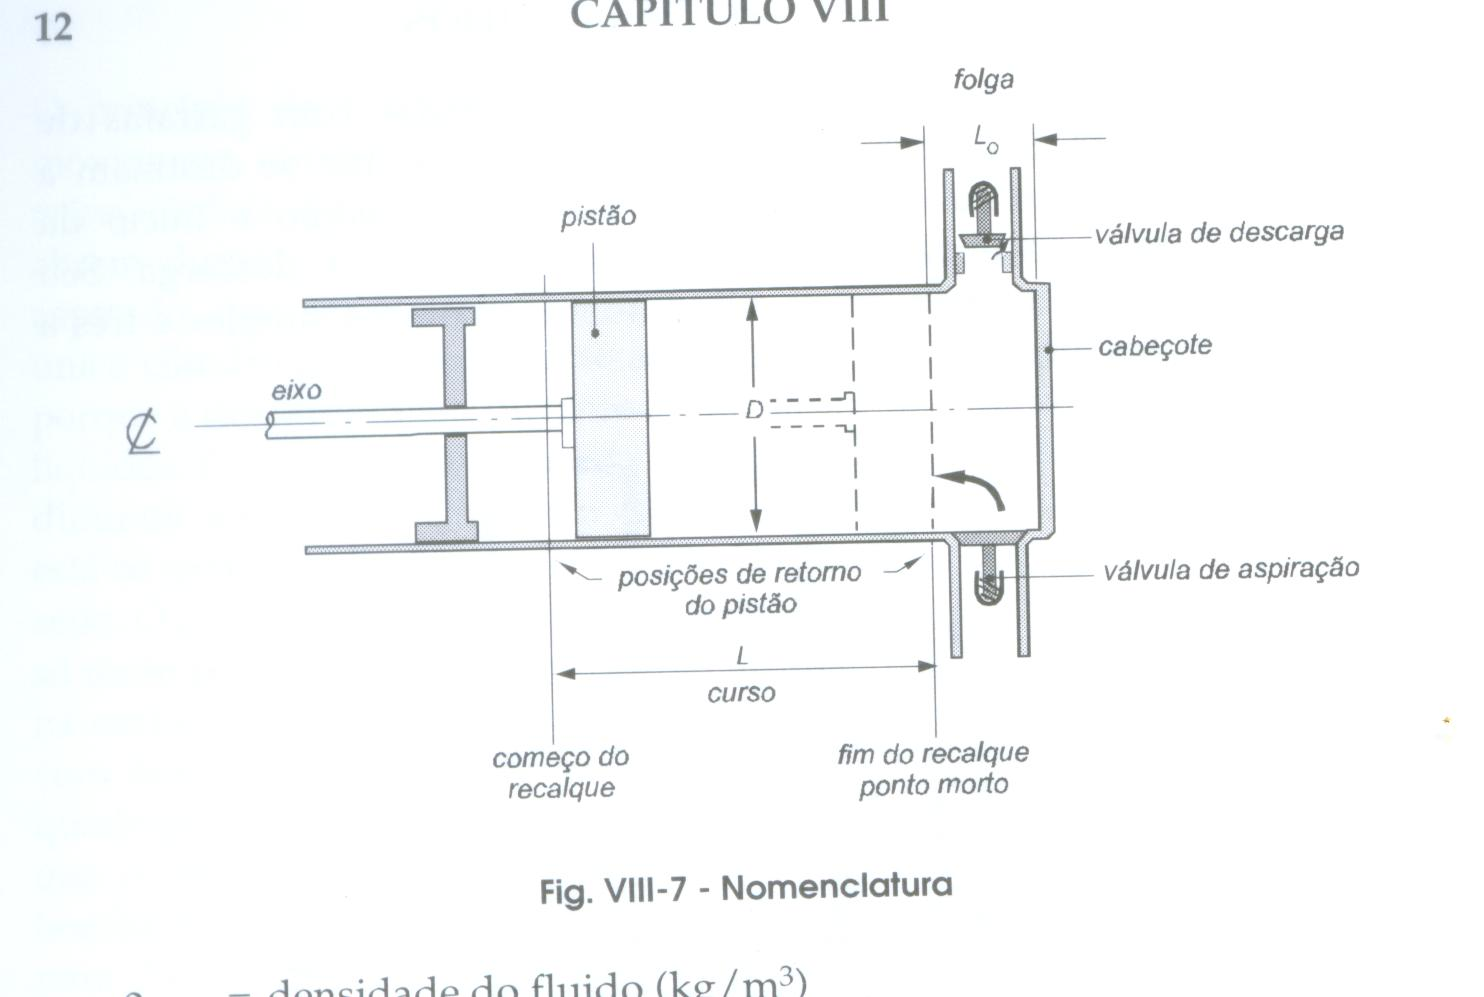 12
CAPÍTULO VIII
folga
L₀
pistão
válvula de descarga
cabeçote
eixo
℄
D
válvula de aspiração
posições de retorno
do pistão
L
curso
começo do
recalque
fim do recalque
ponto morto
Fig. VIII-7 - Nomenclatura
= densidade do fluido (kg/m³)